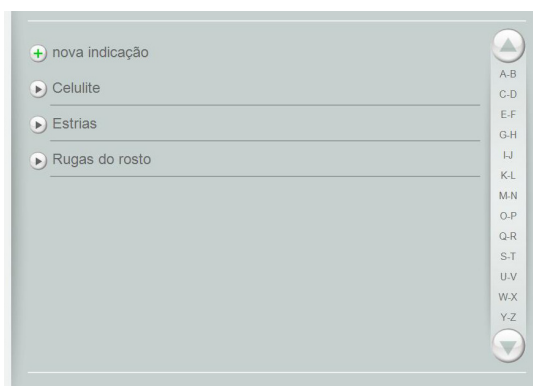 nova indicação
Celulite
Estrias
Rugas do rosto
A-B
C-D
E-F
G-H
I-J
K-L
M-N
O-P
Q-R
S-T
U-V
W-X
Y-Z